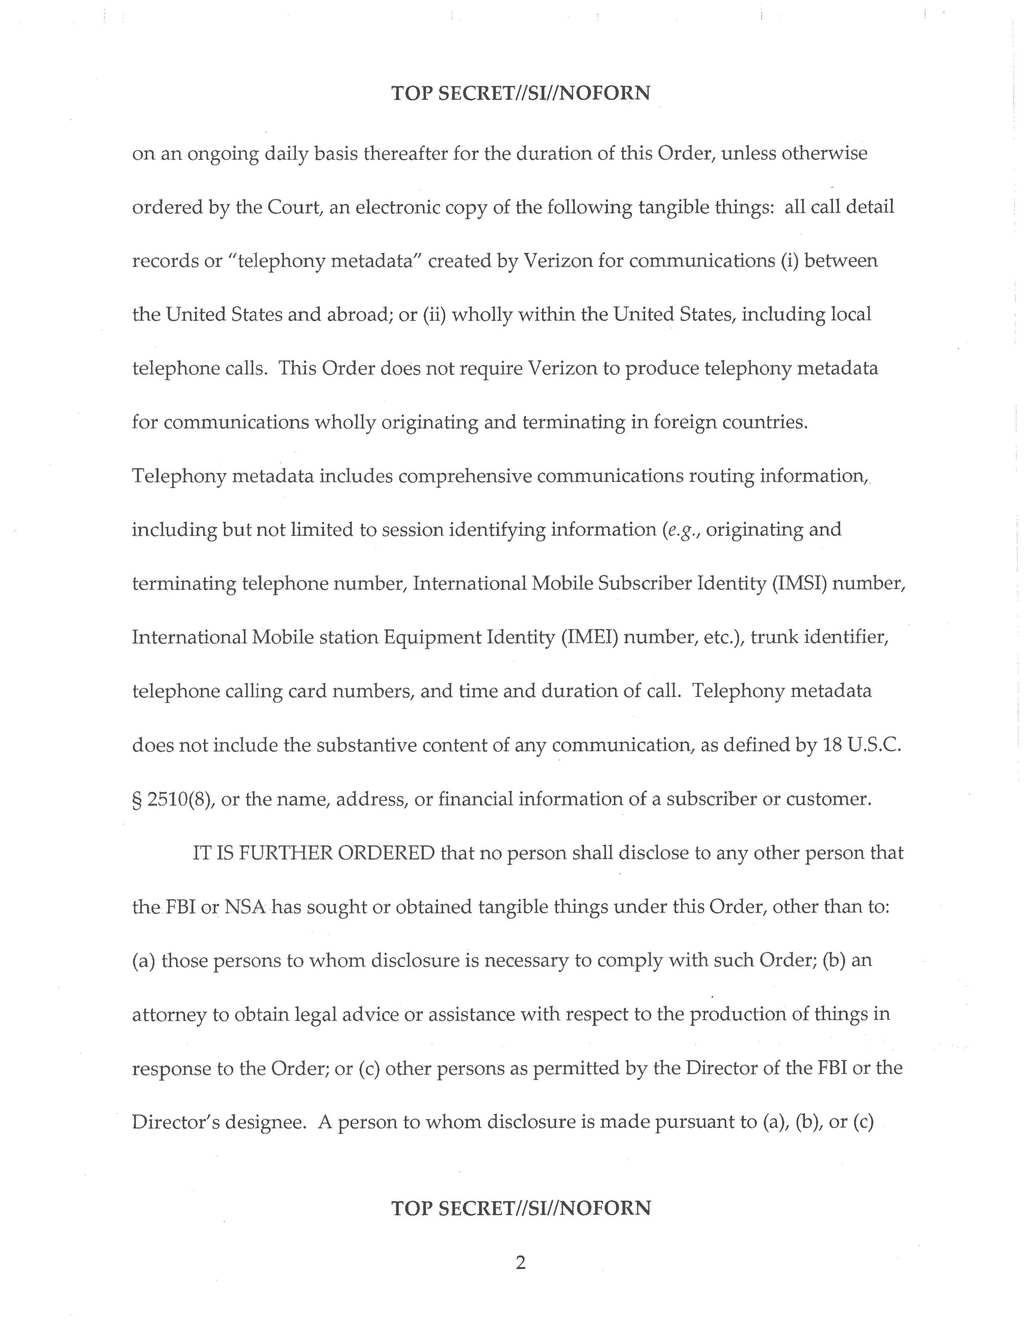 TOP SECRET//SI//NOFORN
on an ongoing daily basis thereafter for the duration of this Order, unless otherwise
ordered by the Court, an electronic copy of the following tangible things:  all call detail
records or "telephony metadata" created by Verizon for communications (i) between
the United States and abroad; or (ii) wholly within the United States, including local
telephone calls.  This Order does not require Verizon to produce telephony metadata
for communications wholly originating and terminating in foreign countries.
Telephony metadata includes comprehensive communications routing information,
including but not limited to session identifying information (e.g., originating and
terminating telephone number, International Mobile Subscriber Identity (IMSI) number,
International Mobile station Equipment Identity (IMEI) number, etc.), trunk identifier,
telephone calling card numbers, and time and duration of call.  Telephony metadata
does not include the substantive content of any communication, as defined by 18 U.S.C.
§ 2510(8), or the name, address, or financial information of a subscriber or customer.
IT IS FURTHER ORDERED that no person shall disclose to any other person that
the FBI or NSA has sought or obtained tangible things under this Order, other than to:
(a) those persons to whom disclosure is necessary to comply with such Order; (b) an
attorney to obtain legal advice or assistance with respect to the production of things in
response to the Order; or (c) other persons as permitted by the Director of the FBI or the
Director's designee.  A person to whom disclosure is made pursuant to (a), (b), or (c)
TOP SECRET//SI//NOFORN
2